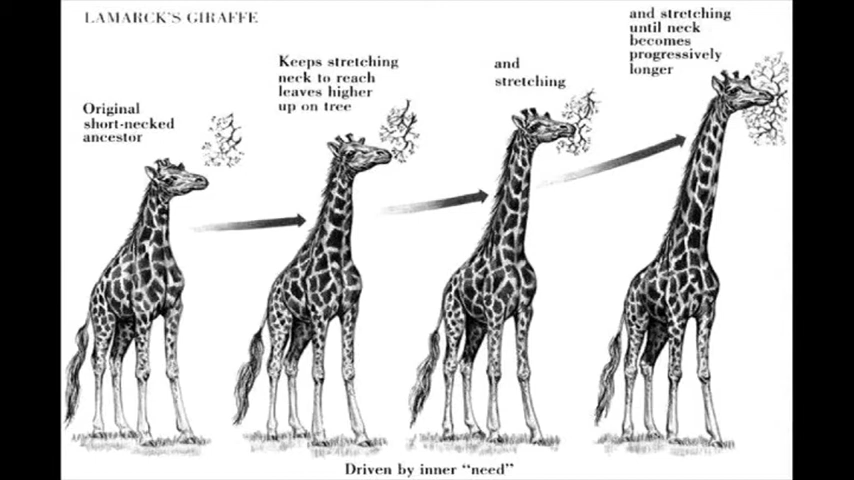 LAMARCK'S GIRAFFE
Original
short-necked
ancestor
Keeps stretching
neck to reach
leaves higher
up on tree
and
stretching
and stretching
until neck
becomes
progressively
longer
Driven by inner "need"